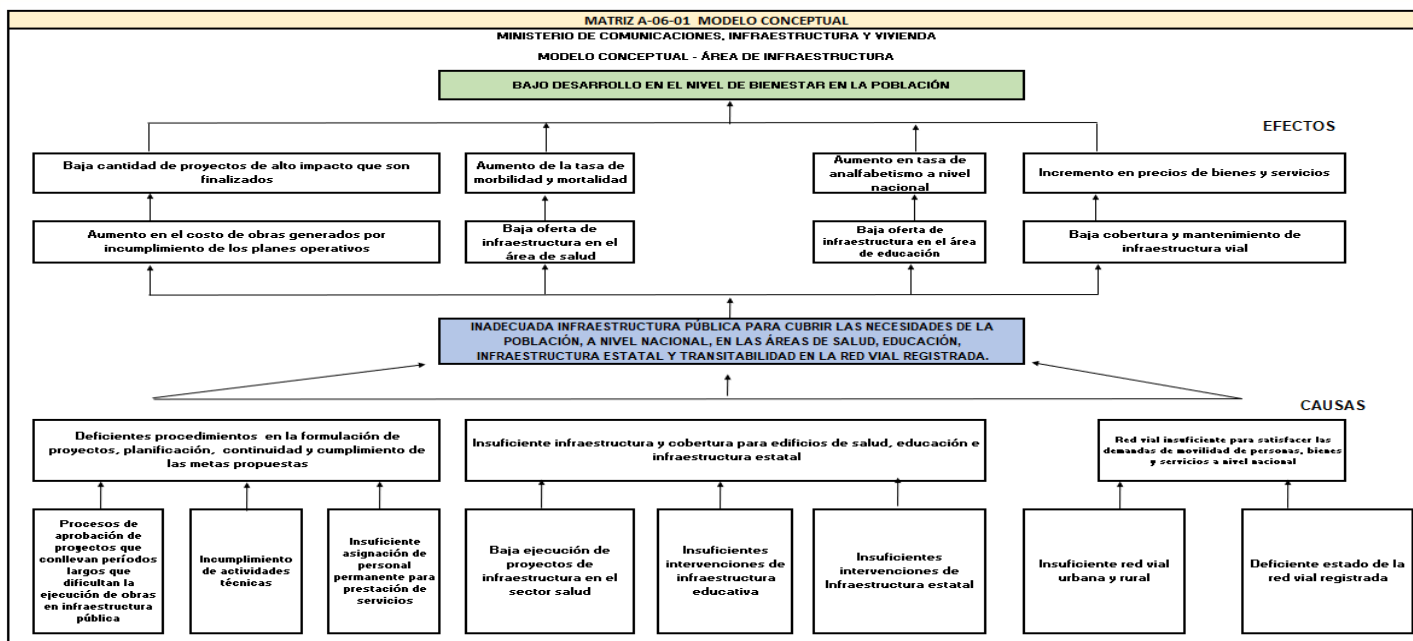 MATRIZ A-06-01 MODELO CONCEPTUAL
MINISTERIO DE COMUNICACIONES, INFRAESTRUCTURA Y VIVIENDA
MODELO CONCEPTUAL - ÁREA DE INFRAESTRUCTURA
BAJO DESARROLLO EN EL NIVEL DE BIENESTAR EN LA POBLACIÓN
EFECTOS
Baja cantidad de proyectos de alto impacto que son
finalizados
Aumento de la tasa de
morbilidad y mortalidad
Aumento en tasa de
analfabetismo a nivel
nacional
Incremento en precios de bienes y servicios
Aumento en el costo de obras generados por
incumplimiento de los planes operativos
Baja oferta de
infraestructura en el
área de salud
Baja oferta de
infraestructura en el área
de educación
Baja cobertura y mantenimiento de
infraestructura vial
INADECUADA INFRAESTRUCTURA PÚBLICA PARA CUBRIR LAS NECESIDADES DE LA
POBLACIÓN, A NIVEL NACIONAL, EN LAS ÁREAS DE SALUD, EDUCACIÓN,
INFRAESTRUCTURA ESTATAL Y TRANSITABILIDAD EN LA RED VIAL REGISTRADA.
CAUSAS
Deficientes procedimientos en la formulación de
proyectos, planificación, continuidad y cumplimiento de
las metas propuestas
Insuficiente infraestructura y cobertura para edificios de salud, educación e
infraestructura estatal
Red vial insuficiente para satisfacer las
demandas de movilidad de personas, bienes
y servicios a nivel nacional
Procesos de
aprobación de
proyectos que
conllevan períodos
largos que
dificultan la
ejecución de obras
en infraestructura
pública
Incumplimiento
de actividades
técnicas
Insuficiente
asignación de
personal
permanente para
prestación de
servicios
Baja ejecución de
proyectos de
infraestructura en el
sector salud
Insuficientes
intervenciones de
infraestructura
educativa
Insuficientes
intervenciones de
Infraestructura estatal
Insuficiente red vial
urbana y rural
Deficiente estado de la
red vial registrada